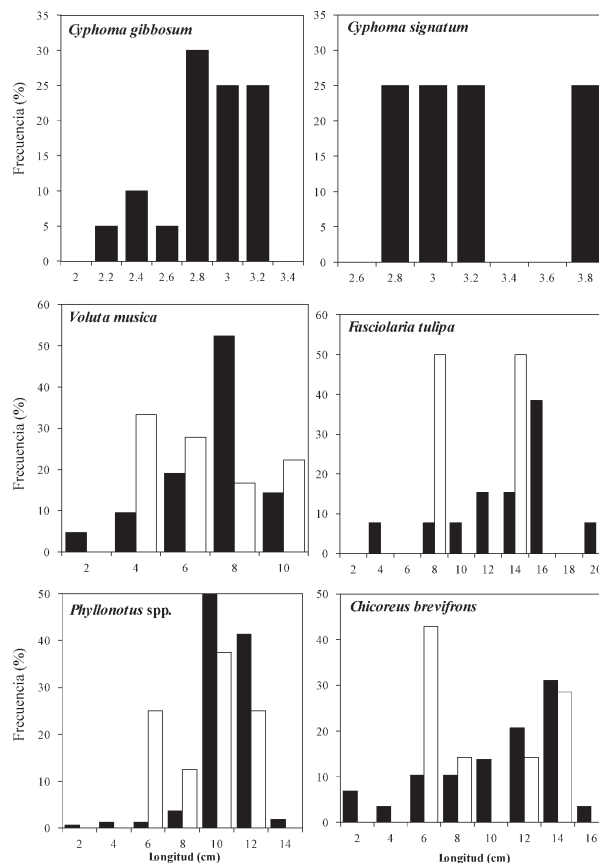 Cyphoma gibbosum
Cyphoma signatum
Frecuencia (%)
35
30
25
20
15
10
5
0
2 2.2 2.4 2.6 2.8 3 3.2 3.4
35
30
25
20
15
10
5
0
2.6 2.8 3 3.2 3.4 3.6 3.8
Voluta musica
Fasciolaria tulipa
Frecuencia (%)
60
50
40
30
20
10
0
2 4 6 8 10
60
50
40
30
20
10
0
2 4 6 8 10 12 14 16 18 20
Phyllonotus spp.
Chicoreus brevifrons
Frecuencia (%)
50
40
30
20
10
0
2 4 6 8 10 12 14
Longitud (cm)
50
40
30
20
10
0
2 4 6 8 10 12 14 16
Longitud (cm)